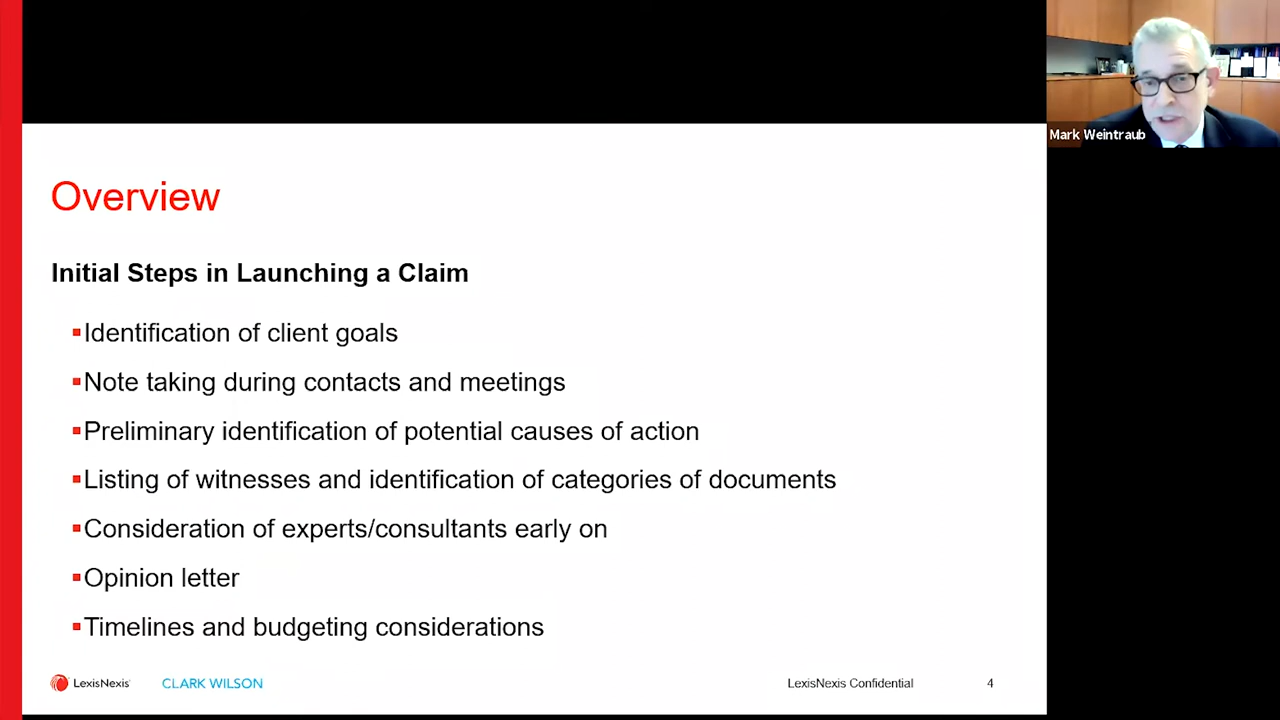 Mark Weintraub
Overview
Initial Steps in Launching a Claim
Identification of client goals
Note taking during contacts and meetings
Preliminary identification of potential causes of action
Listing of witnesses and identification of categories of documents
Consideration of experts/consultants early on
Opinion letter
Timelines and budgeting considerations
LexisNexis CLARK WILSON LexisNexis Confidential 4